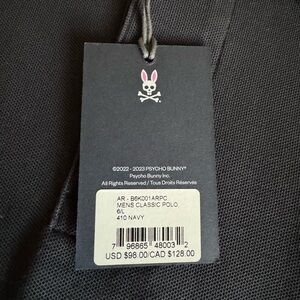 ©2022 - 2023 PSYCHO BUNNY®
Psycho Bunny Inc.
All Rights Reserved / Tous Droits Réservés
AR - B6K001ARPC
MENS CLASSIC POLO
6/L
410 NAVY
7 96865 48003 2
USD $98.00/CAD $128.00